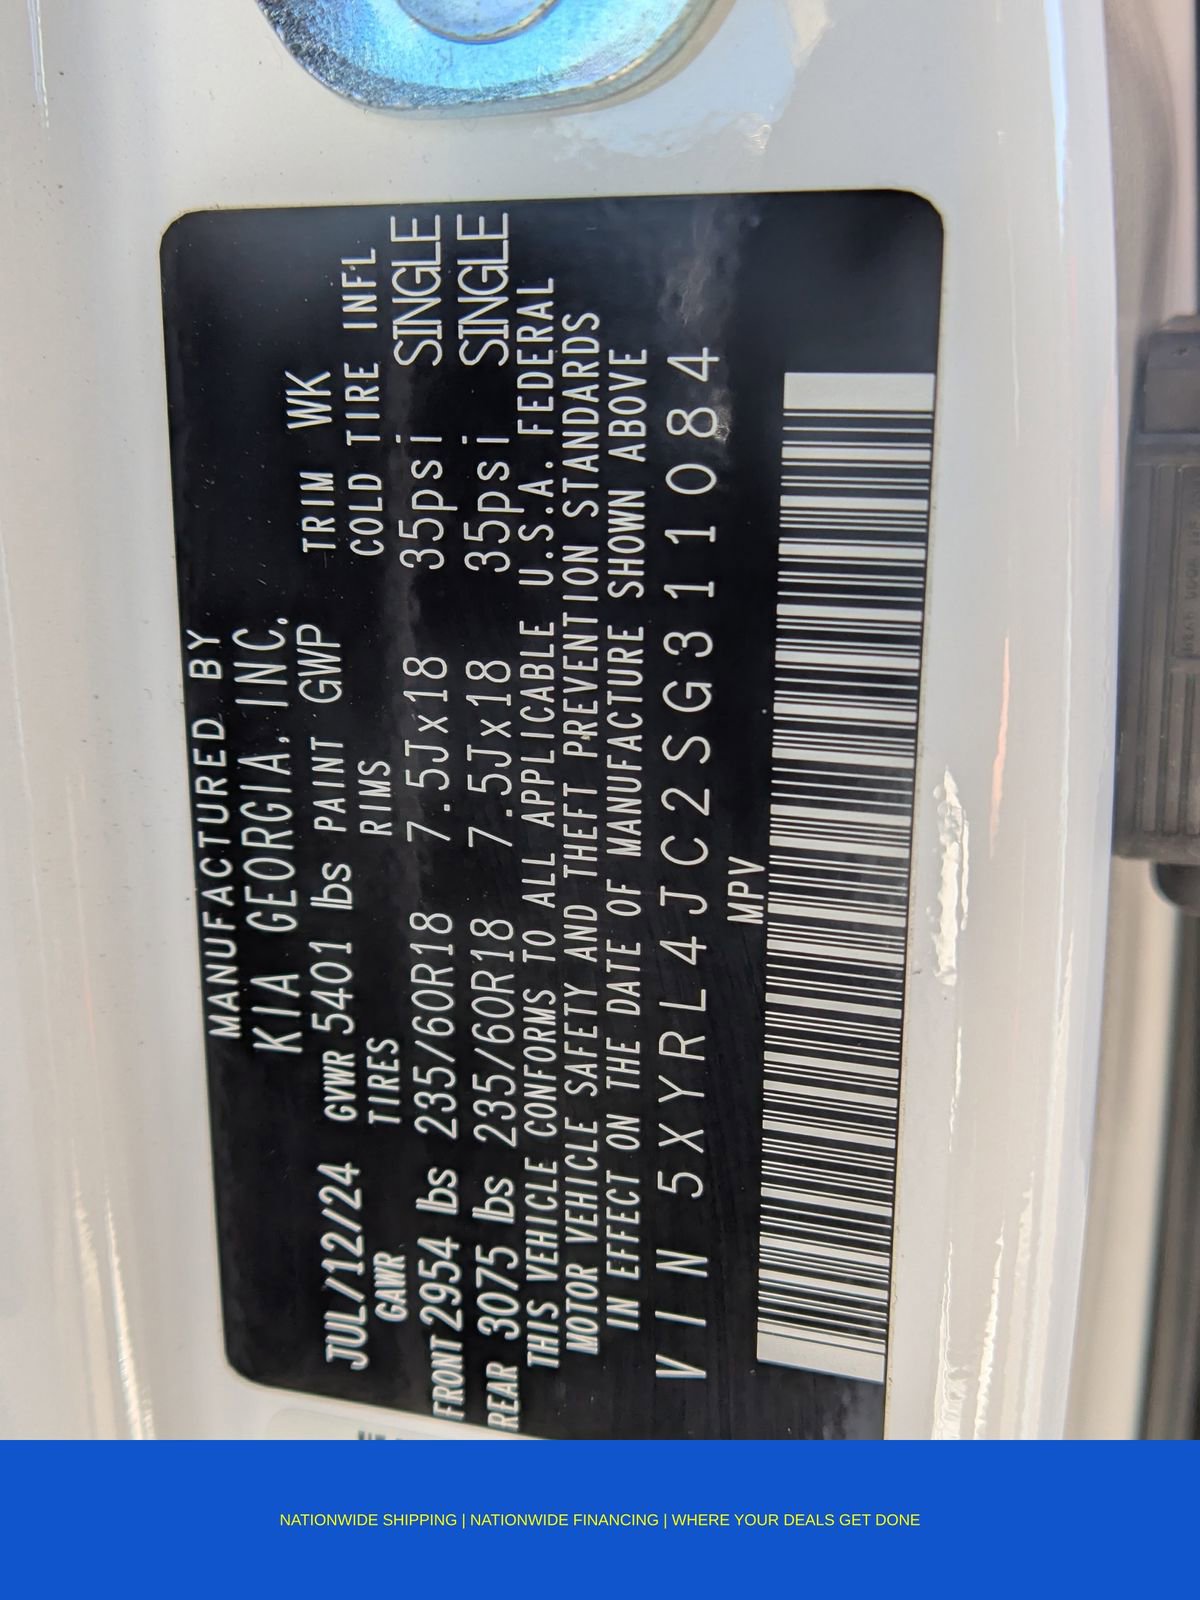 MANUFACTURED BY
KIA GEORGIA, INC.
JUL/12/24 GVWR 5401 lbs PAINT GWP TRIM WK
GAWR TIRES RIMS COLD TIRE INFL
FRONT 2954 lbs 235/60R18 7.5Jx18 35psi SINGLE
REAR 3075 lbs 235/60R18 7.5Jx18 35psi SINGLE
THIS VEHICLE CONFORMS TO ALL APPLICABLE U.S.A. FEDERAL
MOTOR VEHICLE SAFETY AND THEFT PREVENTION STANDARDS
IN EFFECT ON THE DATE OF MANUFACTURE SHOWN ABOVE
VIN 5XYRL4JC2SG311084
MPV
NATIONWIDE SHIPPING | NATIONWIDE FINANCING | WHERE YOUR DEALS GET DONE